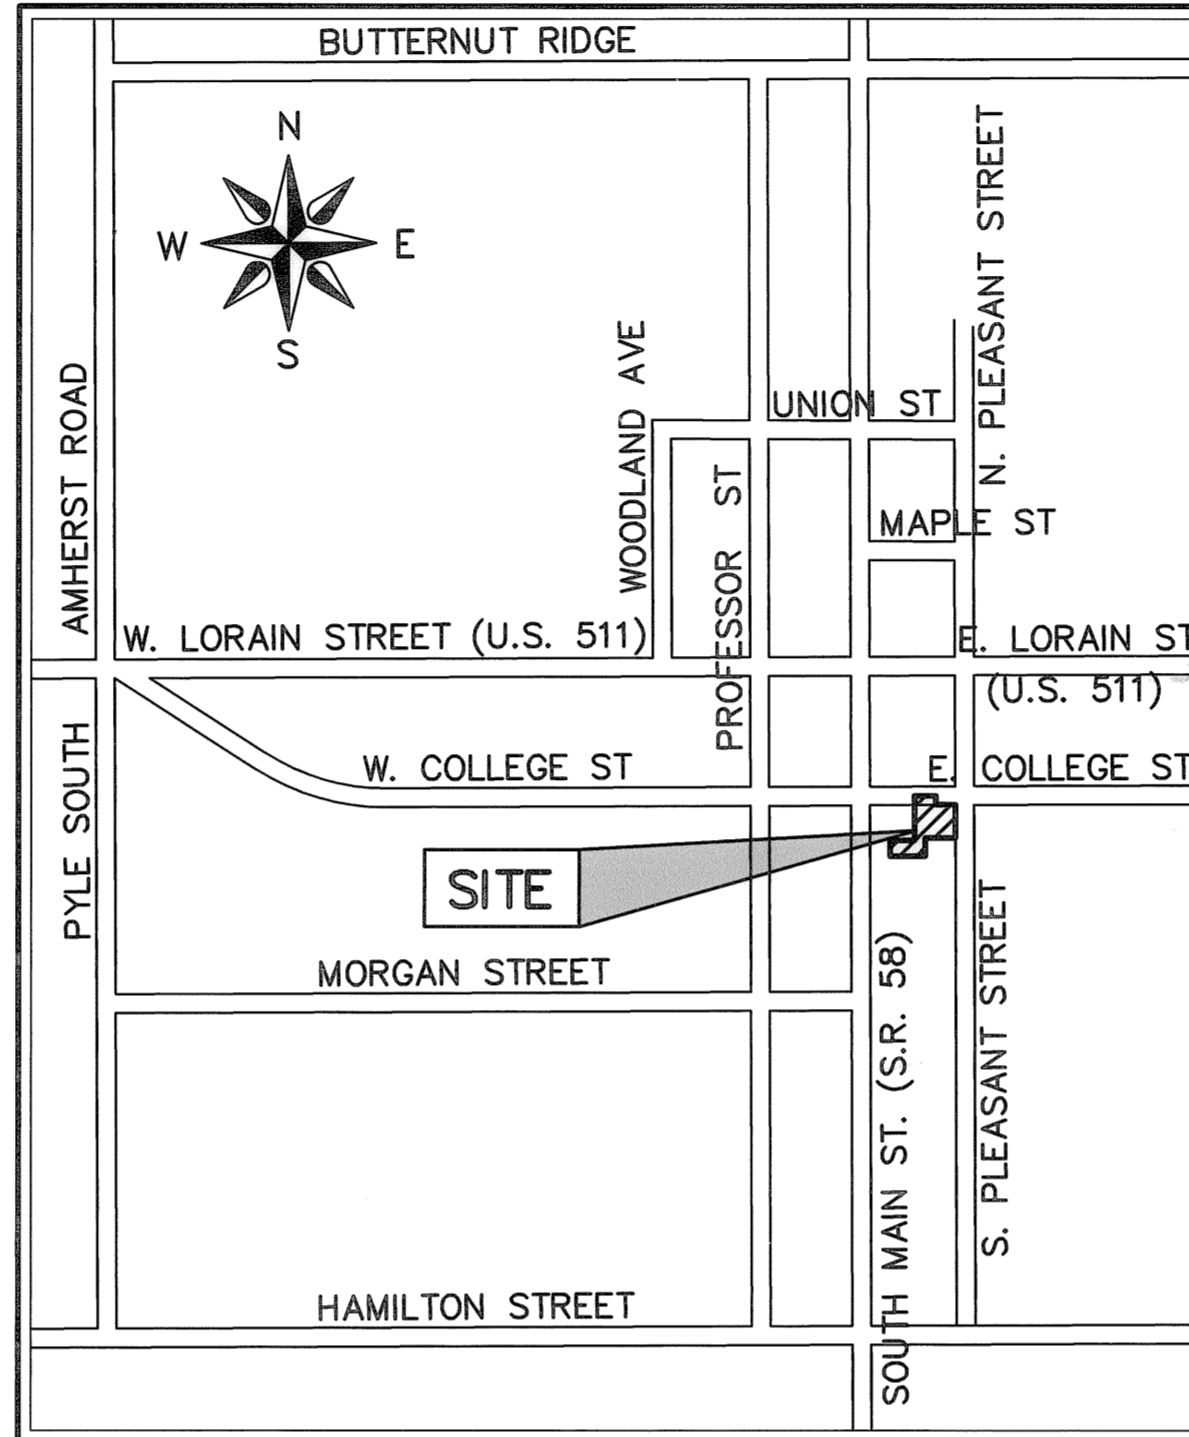 BUTTERNUT RIDGE
N
W E
S
N. PLEASANT STREET
WOODLAND AVE
AMHERST ROAD
UNION ST
PROFESSOR ST
MAPLE ST
W. LORAIN STREET (U.S. 511)
E. LORAIN ST
(U.S. 511)
PYLE SOUTH
W. COLLEGE ST
E. COLLEGE ST
SITE
MORGAN STREET
SOUTH MAIN ST. (S.R. 58)
S. PLEASANT STREET
HAMILTON STREET